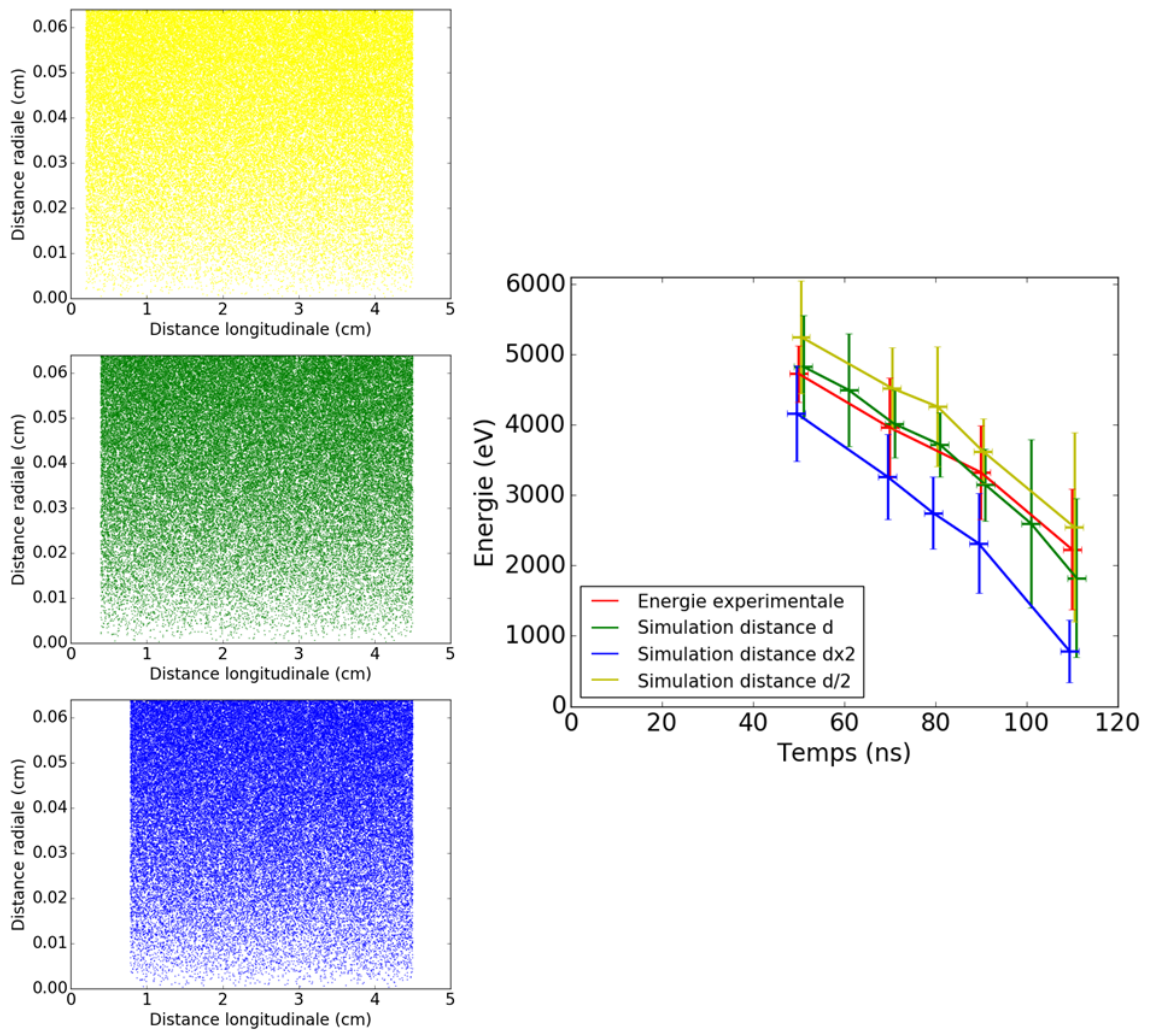 0.06
0.05
0.04
0.03
0.02
0.01
0.00
Distance radiale (cm)
0 1 2 3 4 5
Distance longitudinale (cm)
0.06
0.05
0.04
0.03
0.02
0.01
0.00
Distance radiale (cm)
0 1 2 3 4 5
Distance longitudinale (cm)
0.06
0.05
0.04
0.03
0.02
0.01
0.00
Distance radiale (cm)
0 1 2 3 4 5
Distance longitudinale (cm)
6000
5000
4000
3000
2000
1000
0
Energie (eV)
Energie experimentale
Simulation distance d
Simulation distance dx2
Simulation distance d/2
0 20 40 60 80 100 120
Temps (ns)